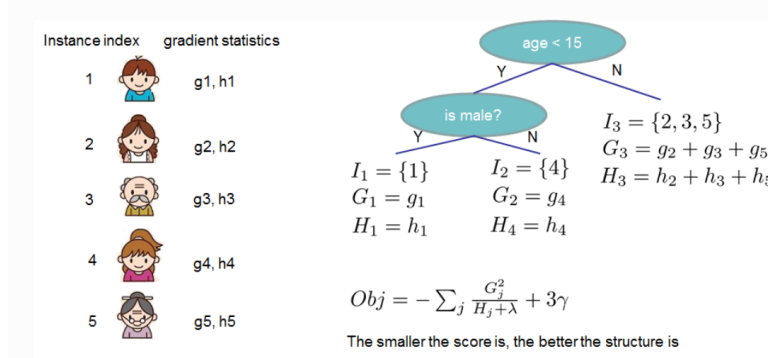 Instance index gradient statistics
1 g1, h1
2 g2, h2
3 g3, h3
4 g4, h4
5 g5, h5
age < 15
Y N
is male?
Y N
I₁ = {1}
G₁ = g₁
H₁ = h₁
I₂ = {4}
G₂ = g₄
H₄ = h₄
I₃ = {2, 3, 5}
G₃ = g₂ + g₃ + g₅
H₃ = h₂ + h₃ + h₅
Obj = − ∑ⱼ Gⱼ² / (Hⱼ+λ) + 3γ
The smaller the score is, the better the structure is